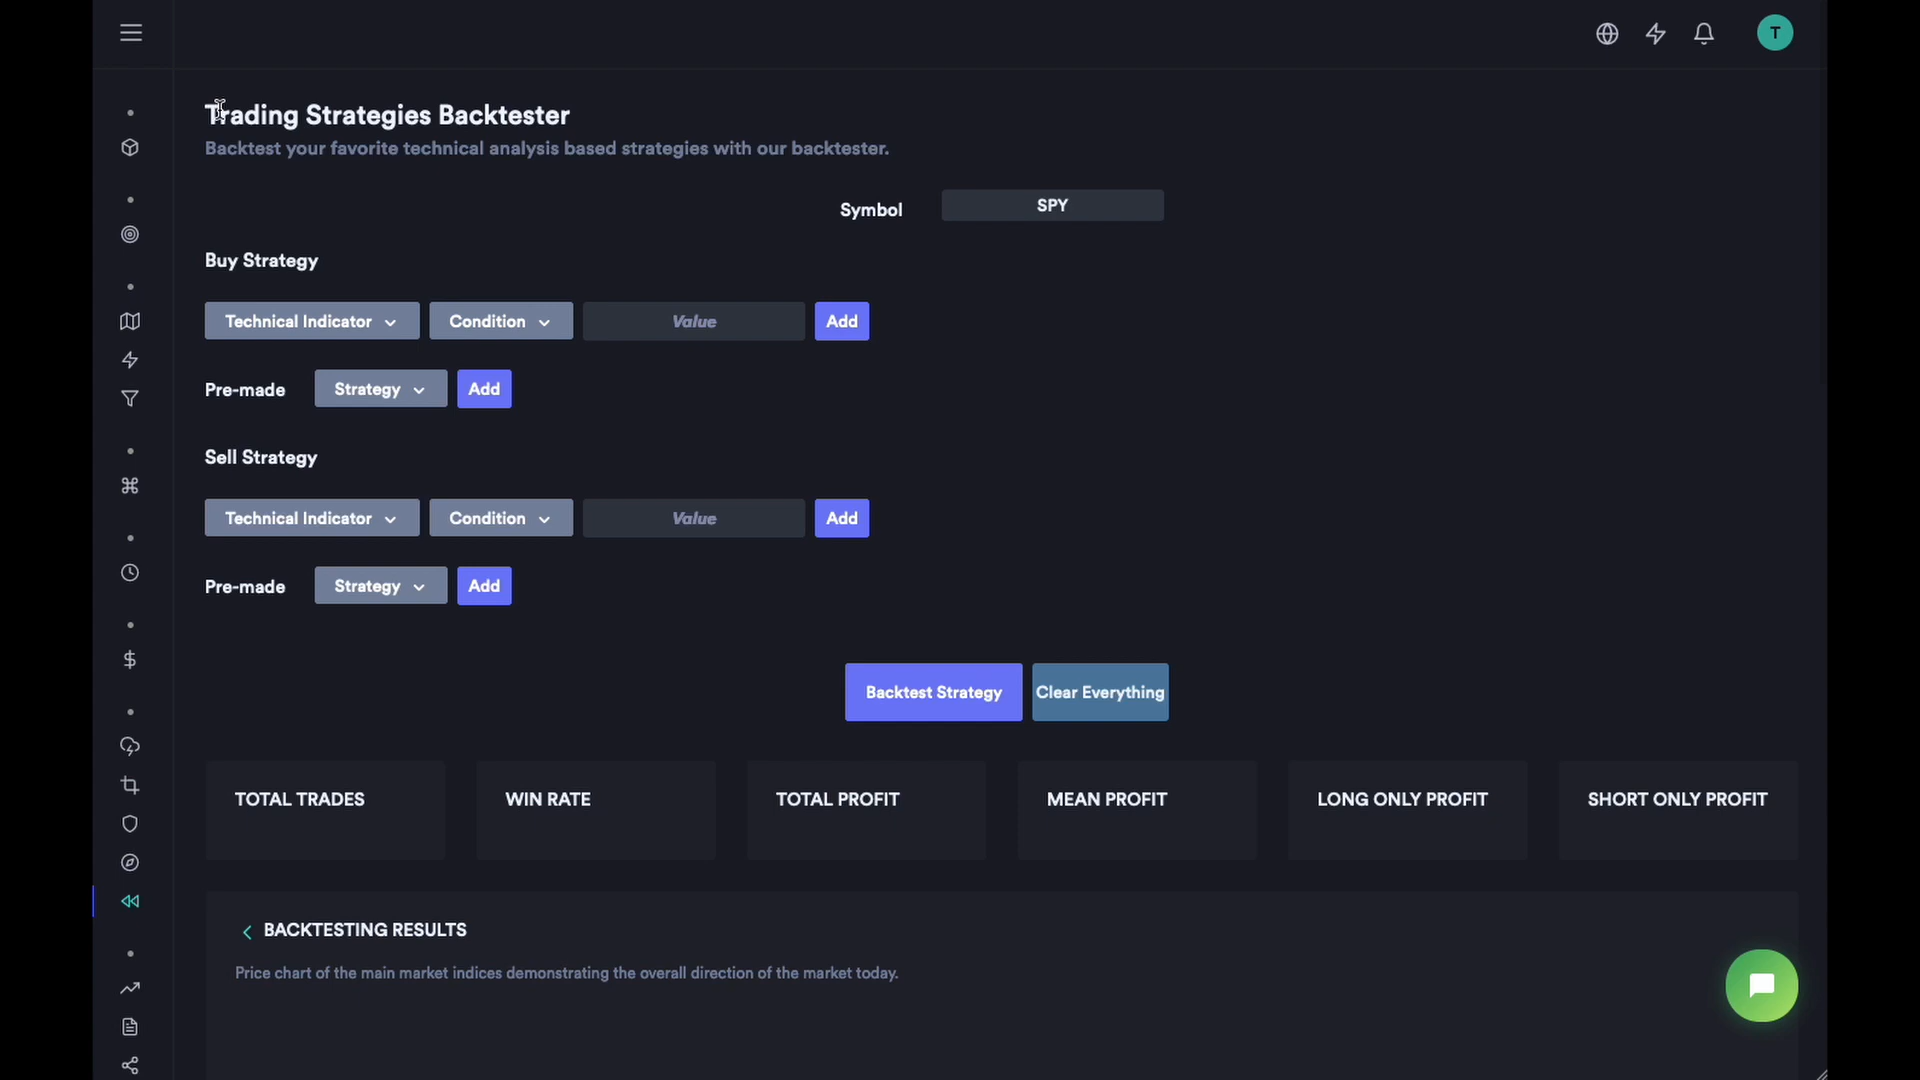 T
Trading Strategies Backtester
Backtest your favorite technical analysis based strategies with our backtester.
Symbol SPY
Buy Strategy
Technical Indicator Condition Value Add
Pre-made Strategy Add
Sell Strategy
Technical Indicator Condition Value Add
Pre-made Strategy Add
Backtest Strategy Clear Everything
TOTAL TRADES WIN RATE TOTAL PROFIT MEAN PROFIT LONG ONLY PROFIT SHORT ONLY PROFIT
BACKTESTING RESULTS
Price chart of the main market indices demonstrating the overall direction of the market today.